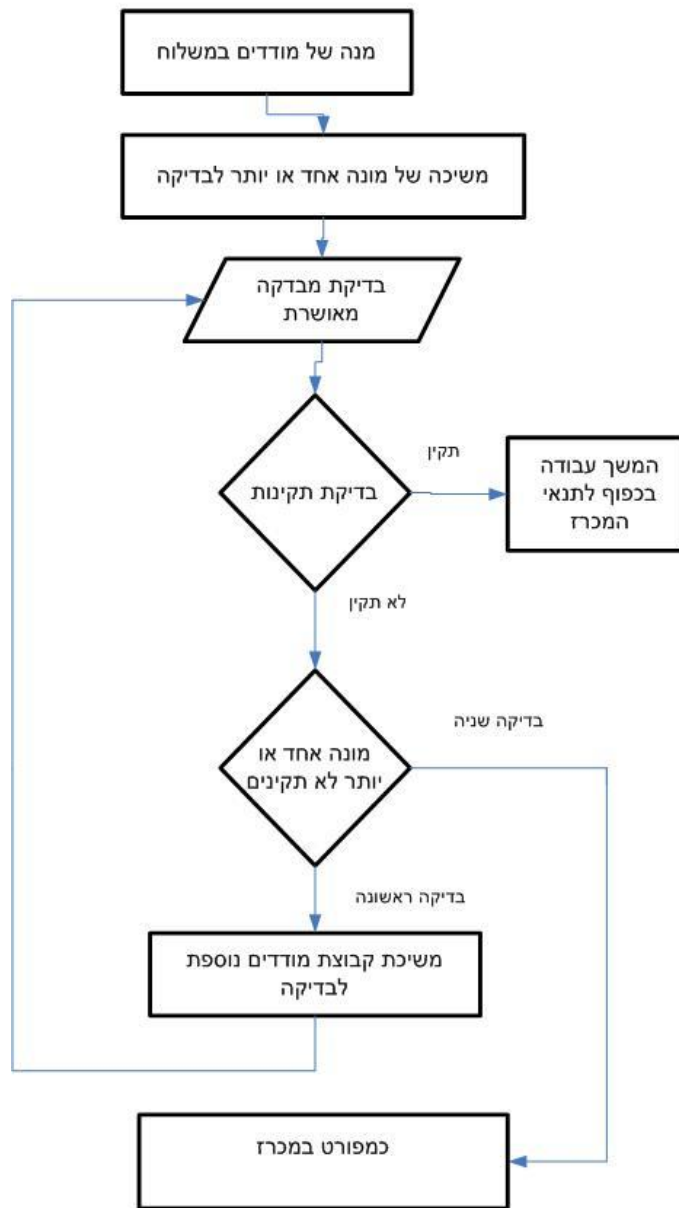 מנה של מודדים במשלוח
משיכה של מונה אחד או יותר לבדיקה
בדיקת מבדקה
מאושרת
תקין
המשך עבודה
בכפוף לתנאי
המכרז
בדיקת תקינות
לא תקין
בדיקה שניה
מונה אחד או
יותר לא תקינים
בדיקה ראשונה
משיכת קבוצת מודדים נוספת
לבדיקה
כמפורט במכרז